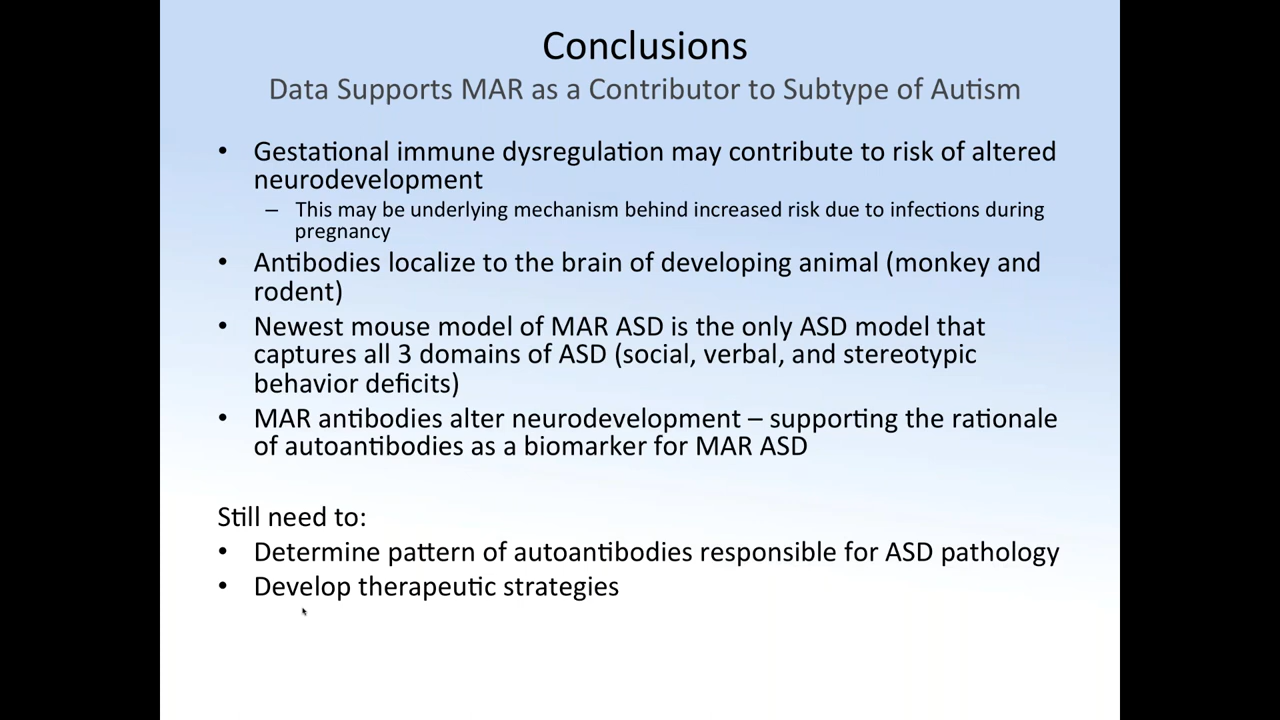 Conclusions
Data Supports MAR as a Contributor to Subtype of Autism
• Gestational immune dysregulation may contribute to risk of altered
neurodevelopment
– This may be underlying mechanism behind increased risk due to infections during
pregnancy
• Antibodies localize to the brain of developing animal (monkey and
rodent)
• Newest mouse model of MAR ASD is the only ASD model that
captures all 3 domains of ASD (social, verbal, and stereotypic
behavior deficits)
• MAR antibodies alter neurodevelopment – supporting the rationale
of autoantibodies as a biomarker for MAR ASD
Still need to:
• Determine pattern of autoantibodies responsible for ASD pathology
• Develop therapeutic strategies